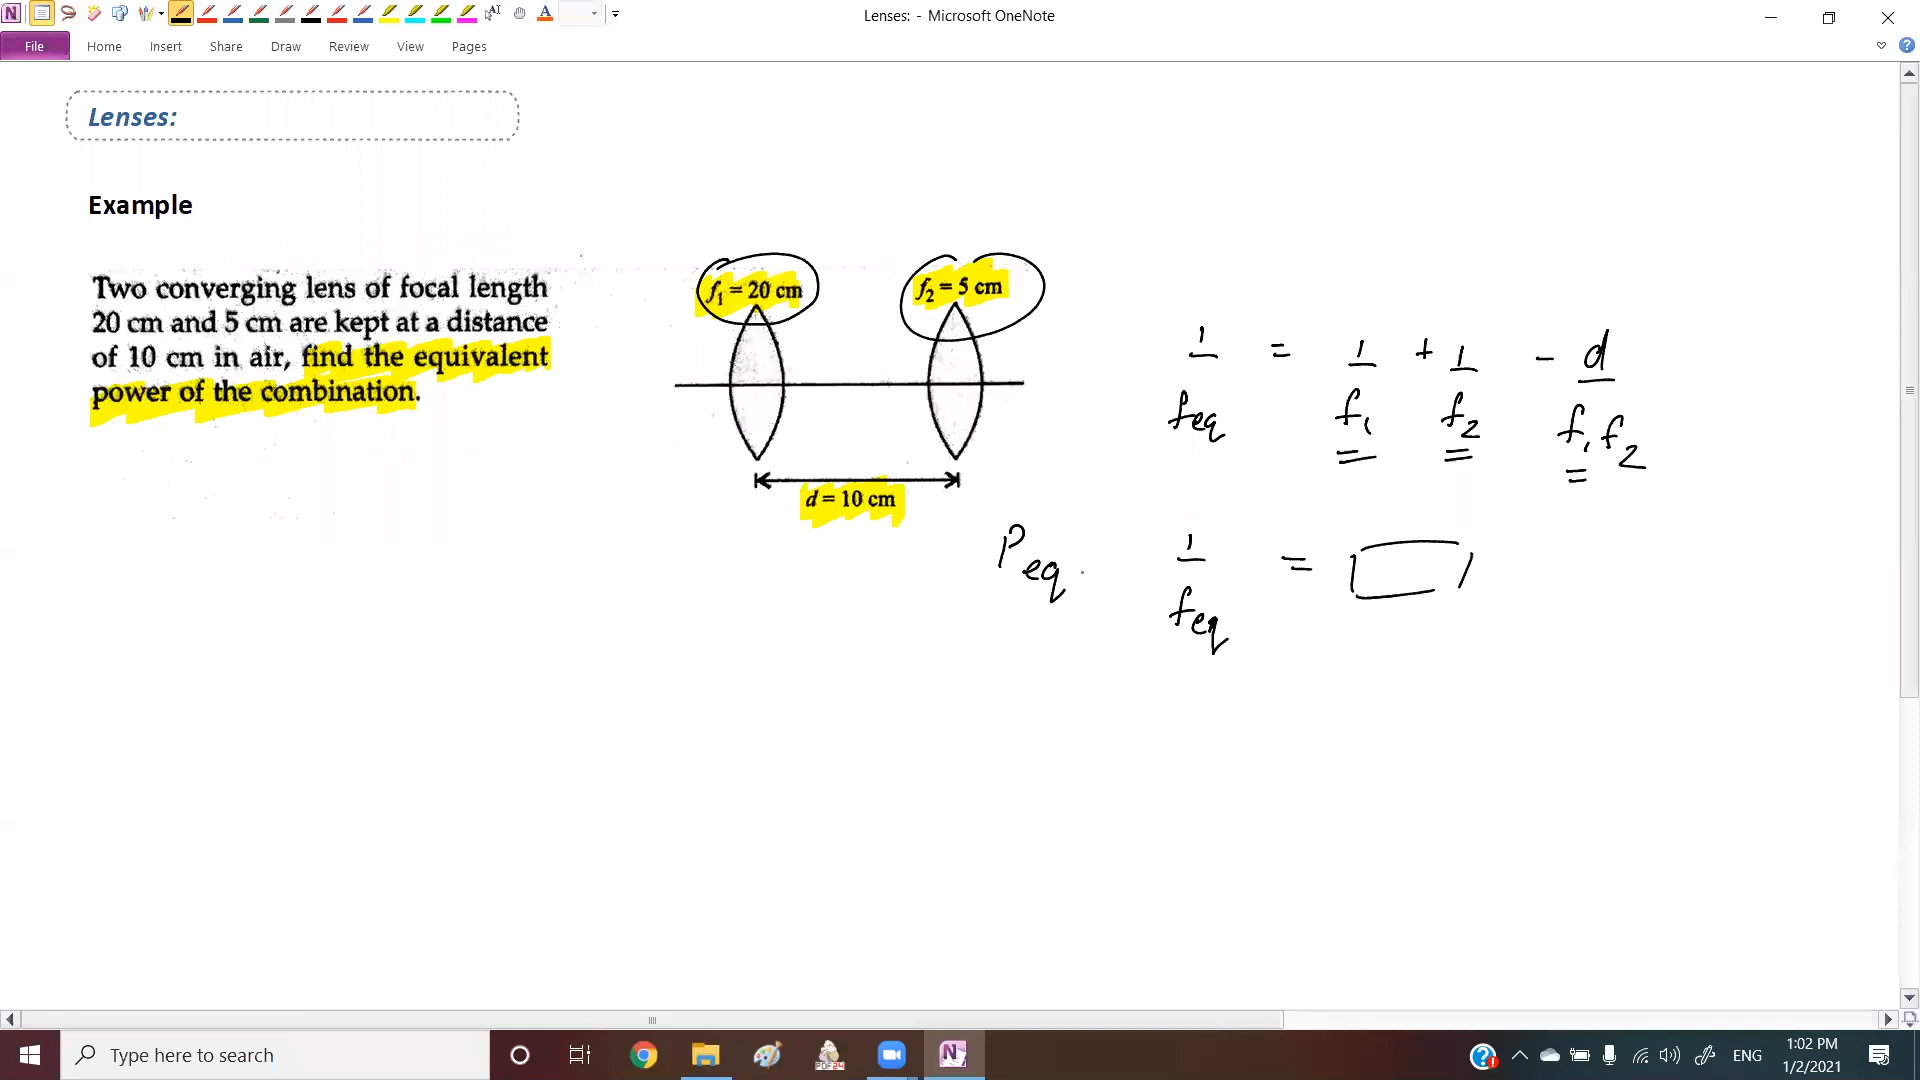 Lenses: - Microsoft OneNote
File Home Insert Share Draw Review View Pages
Lenses:
Example
Two converging lens of focal length
20 cm and 5 cm are kept at a distance
of 10 cm in air, find the equivalent
power of the combination.
f₁ = 20 cm
f₂ = 5 cm
d = 10 cm
1/feq = 1/f₁ + 1/f₂ - d/f₁f₂
Peq. 1/feq =
Type here to search
PDF24
ENG
1:02 PM
1/2/2021